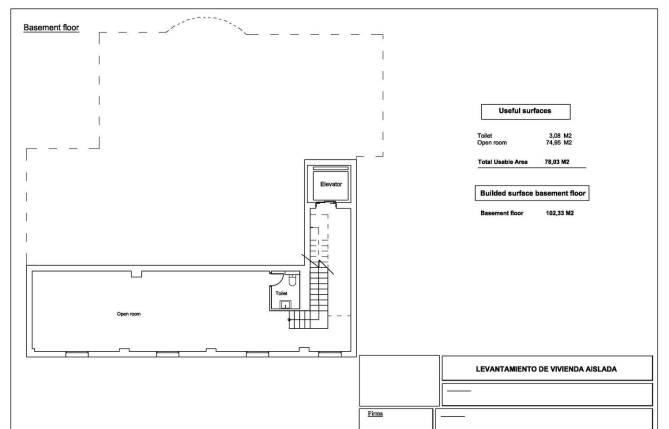 Basement floor
Useful surfaces
Toilet 3,08 M2
Open room 74,95 M2
Total Usable Area 78,03 M2
Builded surface basement floor
Basement floor 102,33 M2
Elevator
Toilet
Open room
LEVANTAMIENTO DE VIVIENDA AISLADA
Firma